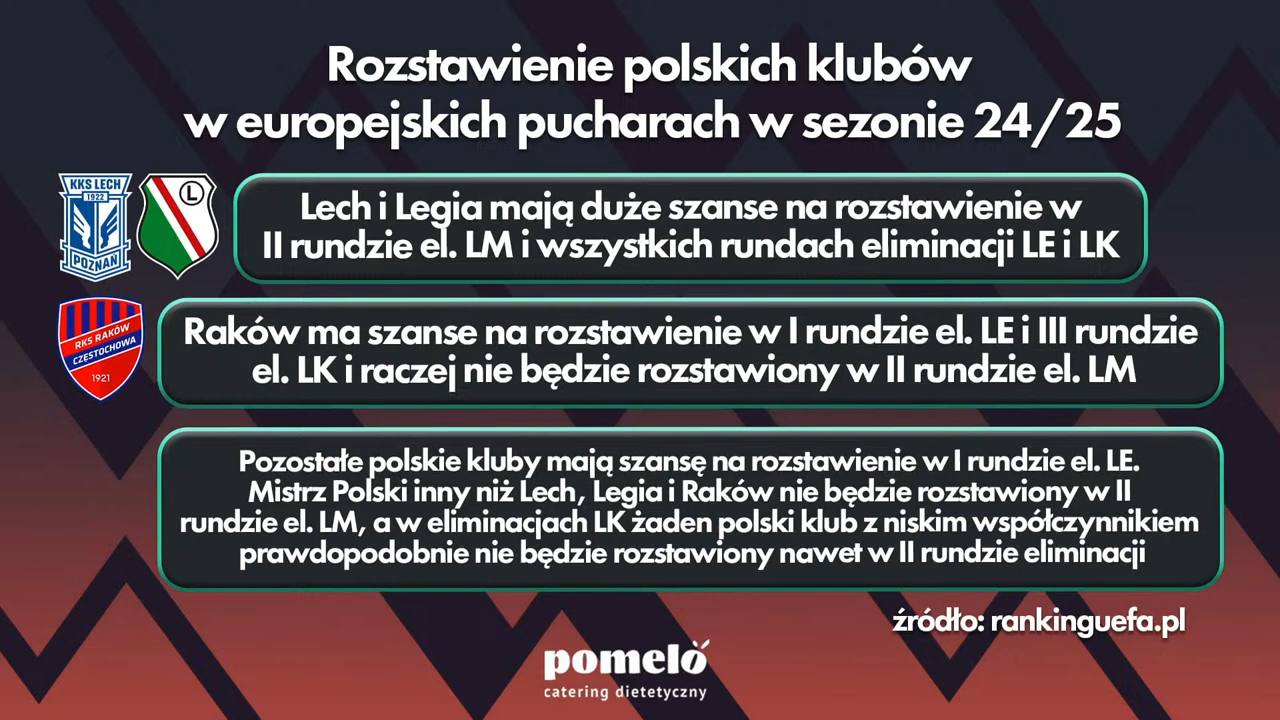 Rozstawienie polskich klubów
w europejskich pucharach w sezonie 24/25
KKS LECH
1922
POZNAŃ
L
Lech i Legia mają duże szanse na rozstawienie w
II rundzie el. LM i wszystkich rundach eliminacji LE i LK
RKS RAKÓW
CZĘSTOCHOWA
1921
Raków ma szanse na rozstawienie w I rundzie el. LE i III rundzie
el. LK i raczej nie będzie rozstawiony w II rundzie el. LM
Pozostałe polskie kluby mają szansę na rozstawienie w I rundzie el. LE.
Mistrz Polski inny niż Lech, Legia i Raków nie będzie rozstawiony w II
rundzie el. LM, a w eliminacjach LK żaden polski klub z niskim współczynnikiem
prawdopodobnie nie będzie rozstawiony nawet w II rundzie eliminacji
źródło: rankinguefa.pl
pomelo
catering dietetyczny